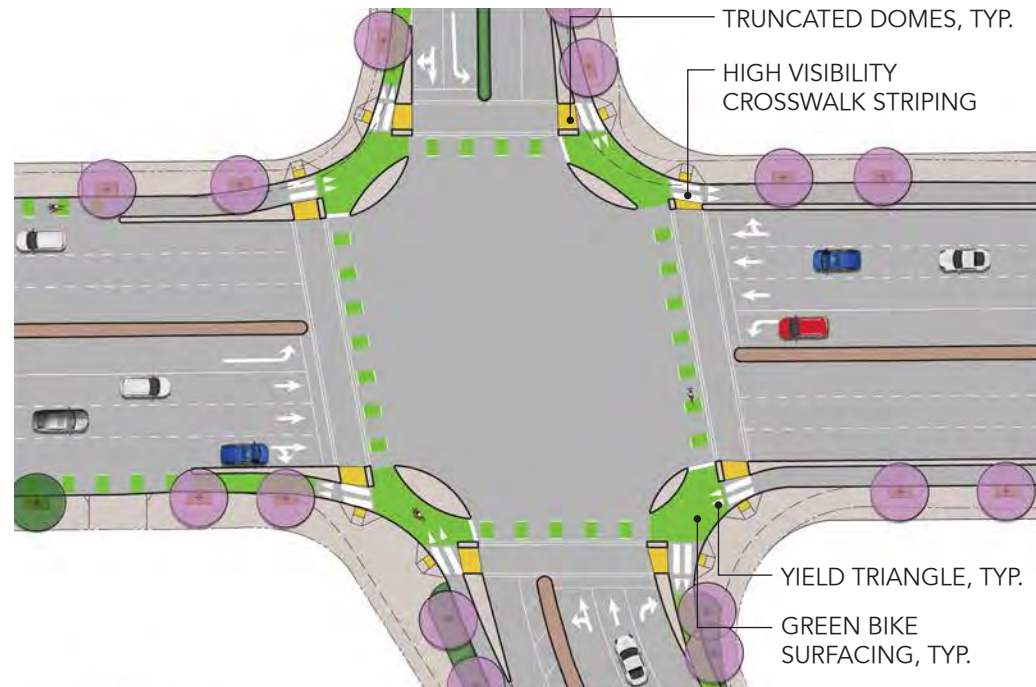 TRUNCATED DOMES, TYP.
HIGH VISIBILITY
CROSSWALK STRIPING
YIELD TRIANGLE, TYP.
GREEN BIKE
SURFACING, TYP.